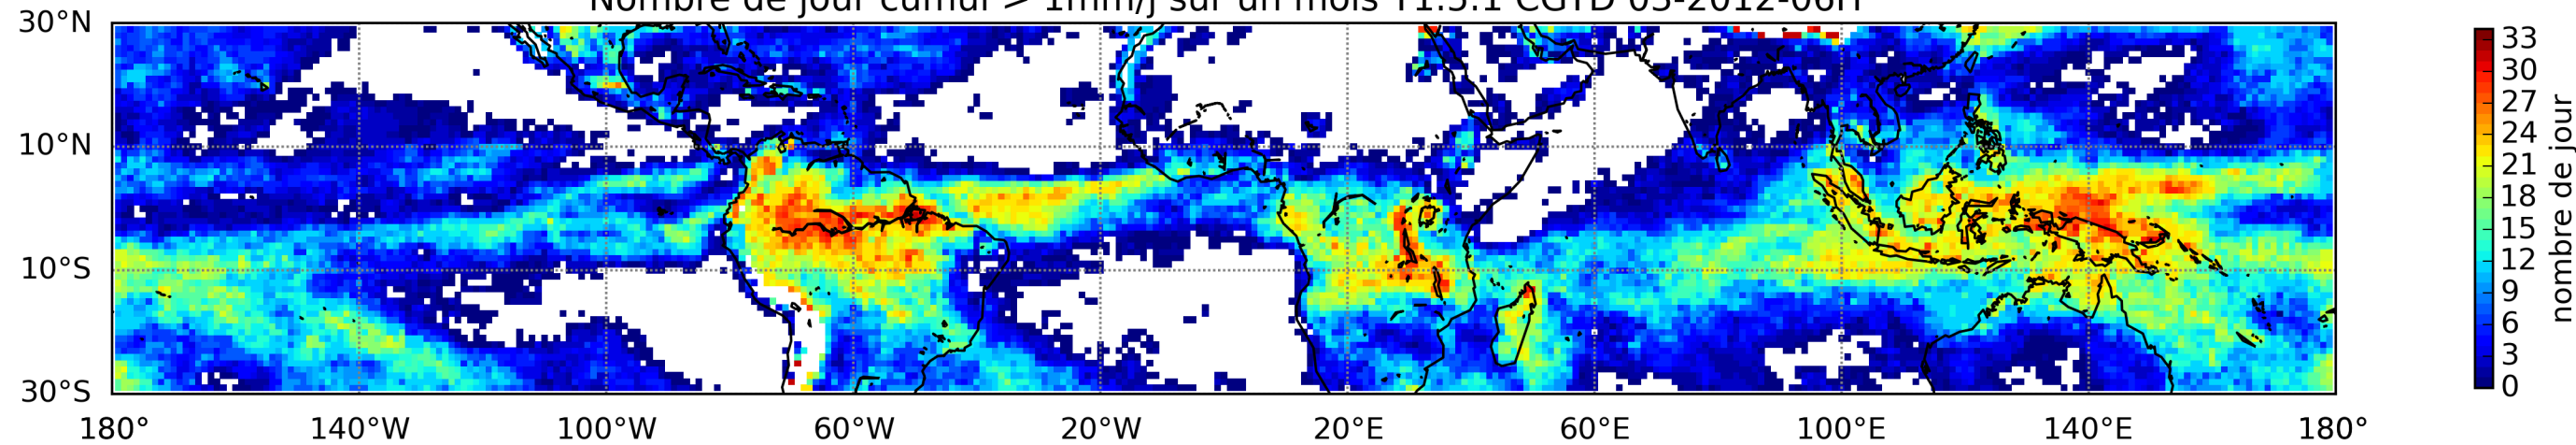 Nombre de jour cumul > 1mm/j sur un mois T1.5.1 CGTD 03-2012-06H
30°N
10°N
10°S
30°S
180° 140°W 100°W 60°W 20°W 20°E 60°E 100°E 140°E 180°
33
30
27
24
21
18
15
12
9
6
3
0
nombre de jour